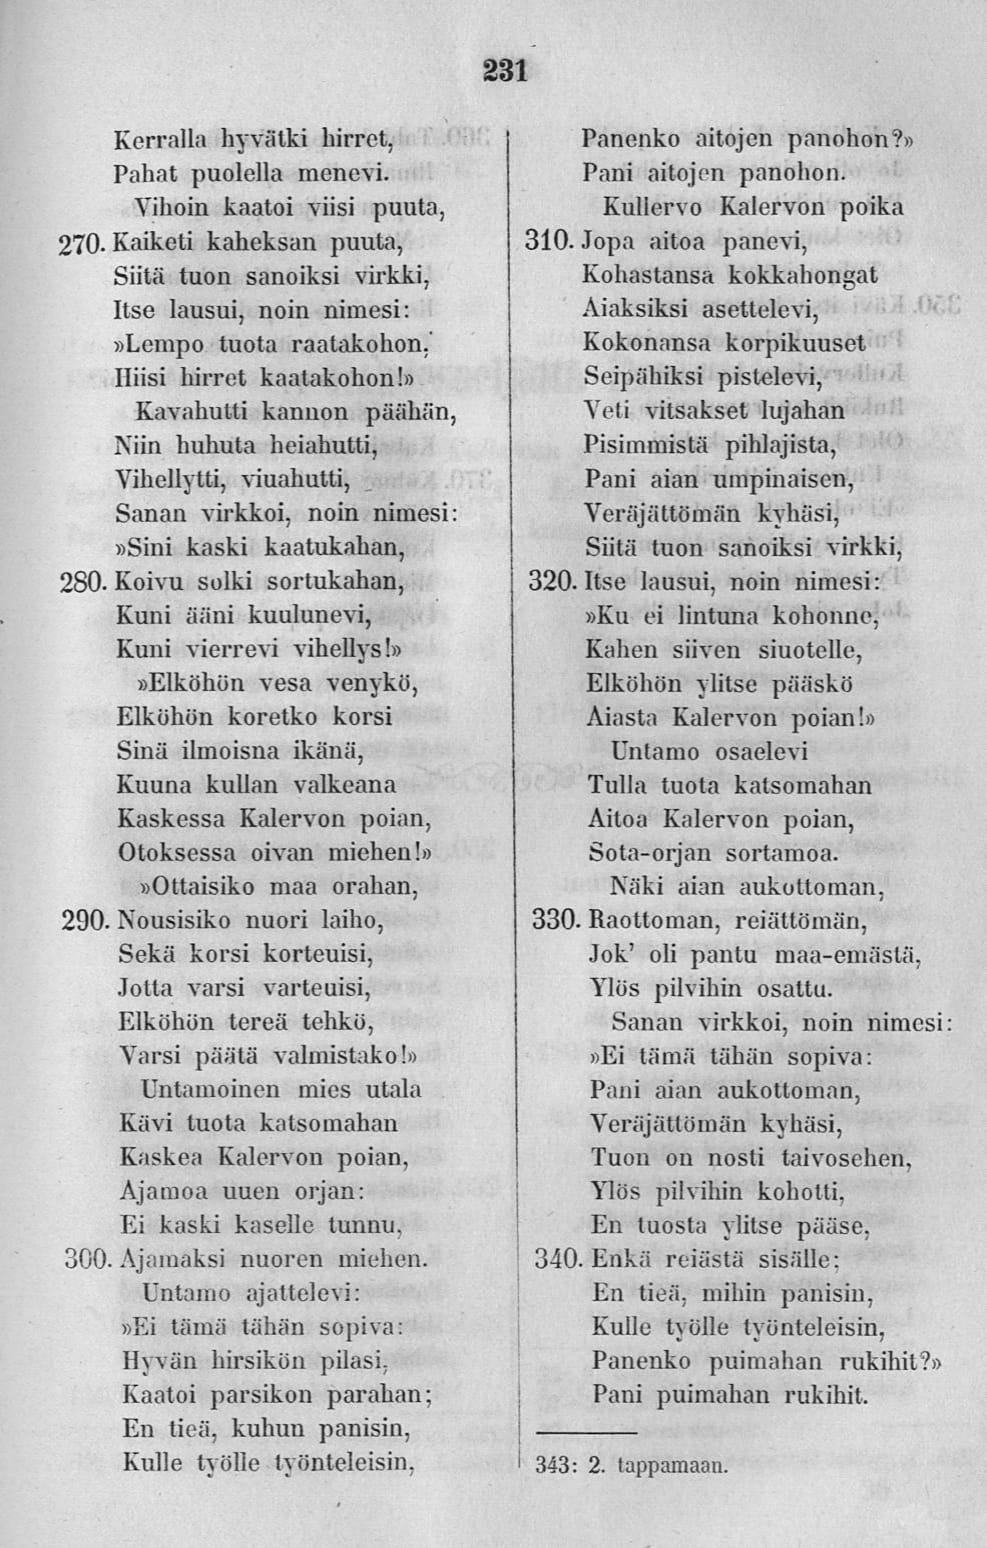 231
Kerralla hyvätki hirret,
Pahat puolella menevi.
Vihoin kaatoi viisi puuta,
270. Kaiketi kaheksan puuta,
Siitä tuon sanoiksi virkki,
Itse lausui, noin nimesi:
»Lempo tuota raatakohon,
Hiisi hirret kaatakohon!»
Kavahutti kannon päähän,
Niin huhuta heiahutti,
Vihellytti, viuahutti,
Sanan virkkoi, noin nimesi:
»Sini kaski kaatukahan,
280. Koivu solki sortukahan,
Kuni ääni kuulunevi,
Kuni vierrevi vihellys!»
»Elköhön vesa venykö,
Elköhön koretko korsi
Sinä ilmoisna ikänä,
Kuuna kullan valkeana
Kaskessa Kalervon poian,
Otoksessa oivan miehen!»
»Ottaisiko maa orahan,
290. Nousisiko nuori laiho,
Sekä korsi korteuisi,
Jotta varsi varteuisi,
Elköhön tereä tehkö,
Varsi päätä valmistako!»
Untamoinen mies utala
Kävi tuota katsomahan
Kaskea Kalervon poian,
Ajamoa uuen orjan:
Ei kaski kaselle tunnu,
300. Ajamaksi nuoren miehen.
Untamo ajattelevi:
»Ei tämä tähän sopiva:
Hyvän hirsikön pilasi,
Kaatoi parsikon parahan;
En tieä, kuhun panisin,
Kulle työlle työnteleisin,
Panenko aitojen panohon?»
Pani aitojen panohon.
Kullervo Kalervon poika
310. Jopa aitoa panevi,
Kohastansa kokkahongat
Aiaksiksi asettelevi,
Kokonansa korpikuuset
Seipähiksi pistelevi,
Veti vitsakset lujahan
Pisimmistä pihlajista,
Pani aian umpinaisen,
Veräjättömän kyhäsi,
Siitä tuon sanoiksi virkki,
320. Itse lausui, noin nimesi:
»Ku ei lintuna kohonne,
Kahen siiven siuotelle,
Elköhön ylitse pääskö
Aiasta Kalervon poian!»
Untamo osaelevi
Tulla tuota katsomahan
Aitoa Kalervon poian,
Sota-orjan sortamoa.
Näki aian aukottoman,
330. Raottoman, reiättömän,
Jok' oli pantu maa-emästä,
Ylös pilvihin osattu.
Sanan virkkoi, noin nimesi:
»Ei tämä tähän sopiva:
Pani aian aukottoman,
Veräjättömän kyhäsi,
Tuon on nosti taivosehen,
Ylös pilvihin kohotti,
En tuosta ylitse pääse,
340. Enkä reiästä sisälle;
En tieä, mihin panisin,
Kulle työlle työnteleisin,
Panenko puimahan rukihit?»
Pani puimahan rukihit.
343: 2. tappamaan.